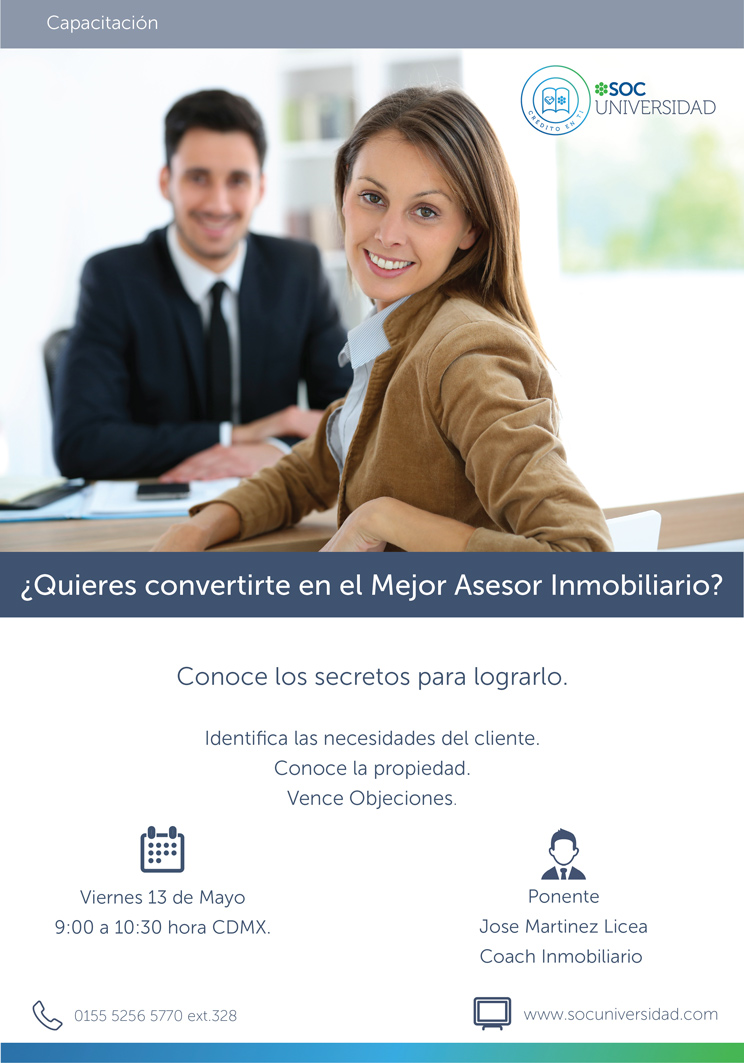 Capacitación
SOC
UNIVERSIDAD
CRÉDITO EN TI
¿Quieres convertirte en el Mejor Asesor Inmobiliario?
Conoce los secretos para lograrlo.
Identifica las necesidades del cliente.
Conoce la propiedad.
Vence Objeciones.
Viernes 13 de Mayo
9:00 a 10:30 hora CDMX.
Ponente
Jose Martinez Licea
Coach Inmobiliario
0155 5256 5770 ext.328
www.socuniversidad.com